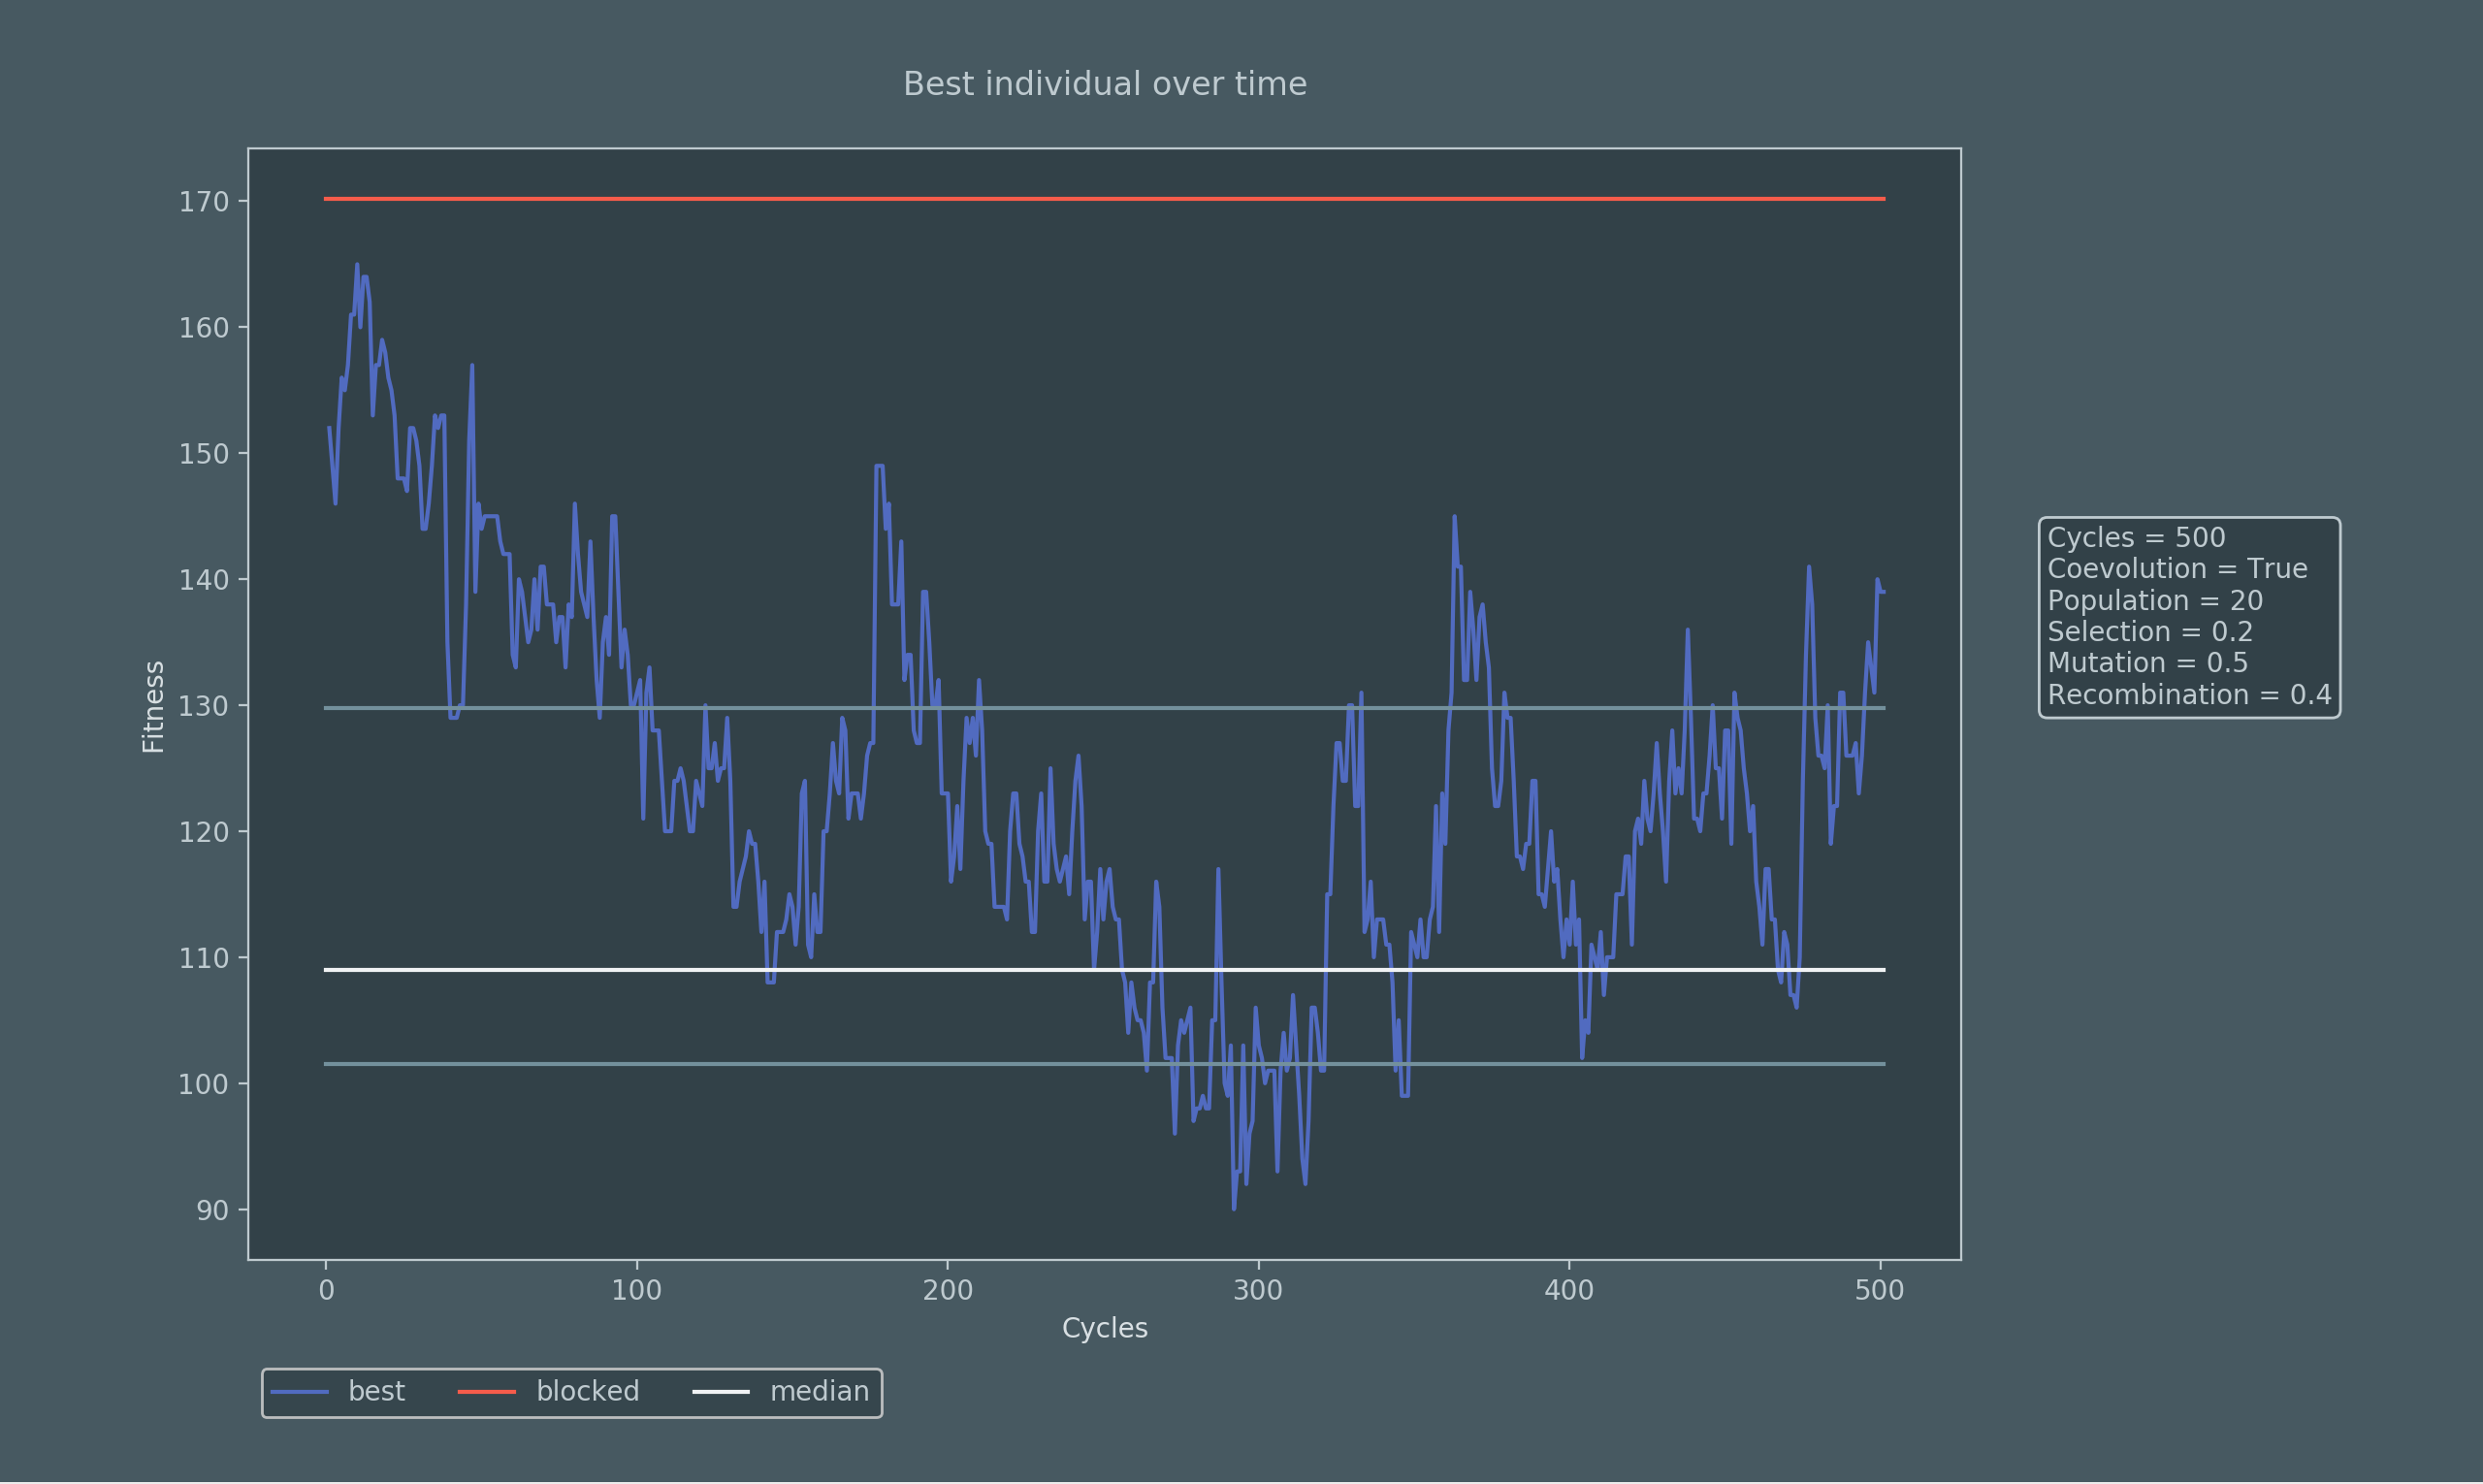 Best individual over time
170
160
150
140
130
120
110
100
90
Fitness
0 100 200 300 400 500
Cycles
best blocked median
Cycles = 500
Coevolution = True
Population = 20
Selection = 0.2
Mutation = 0.5
Recombination = 0.4